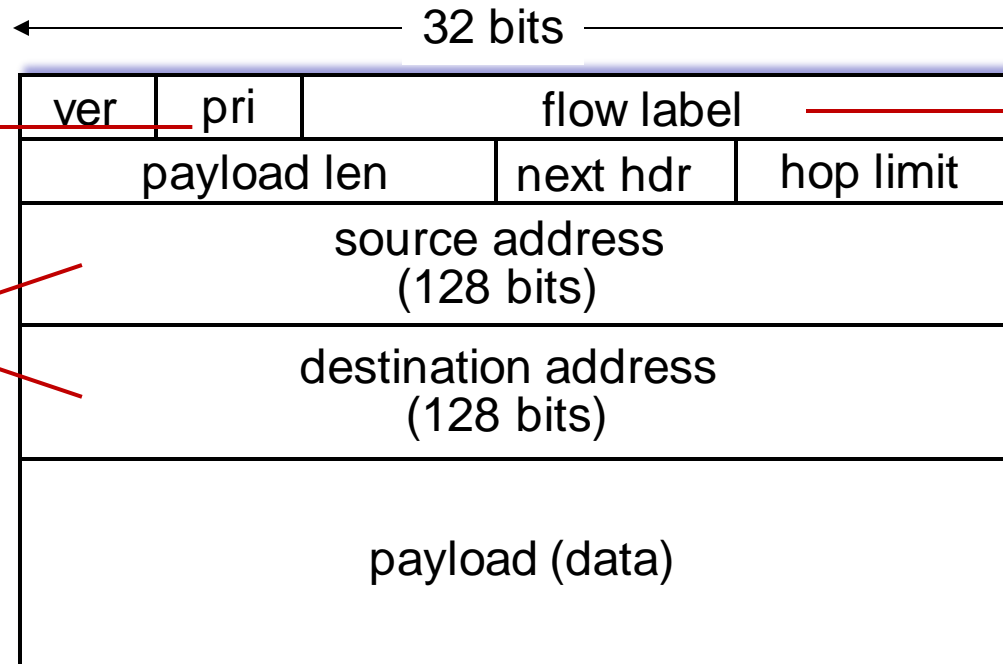 32 bits
ver pri flow label
payload len next hdr hop limit
source address
(128 bits)
destination address
(128 bits)
payload (data)